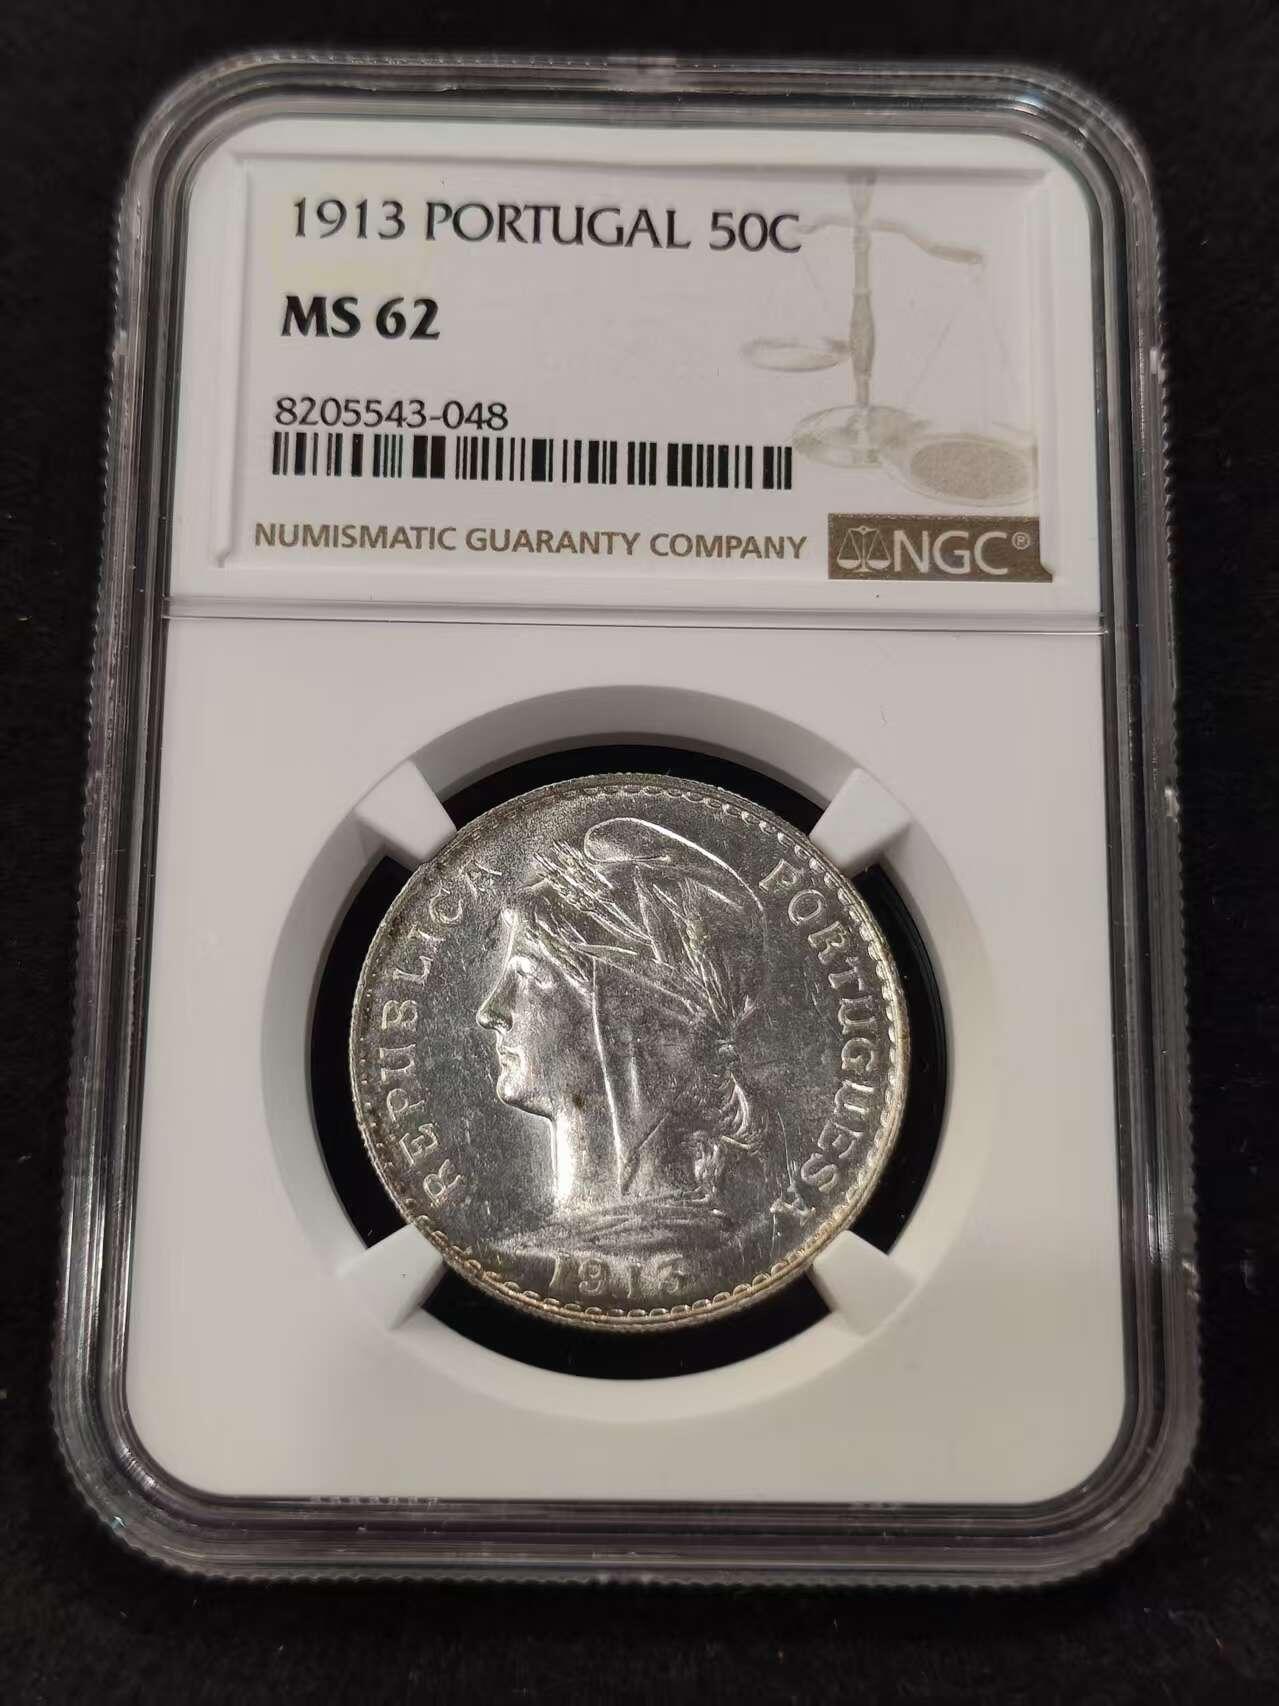 1913 PORTUGAL 50C
MS 62
8205543-048
NUMISMATIC GUARANTY COMPANY
NGC®
REPUBLICA PORTUGUESA
1913